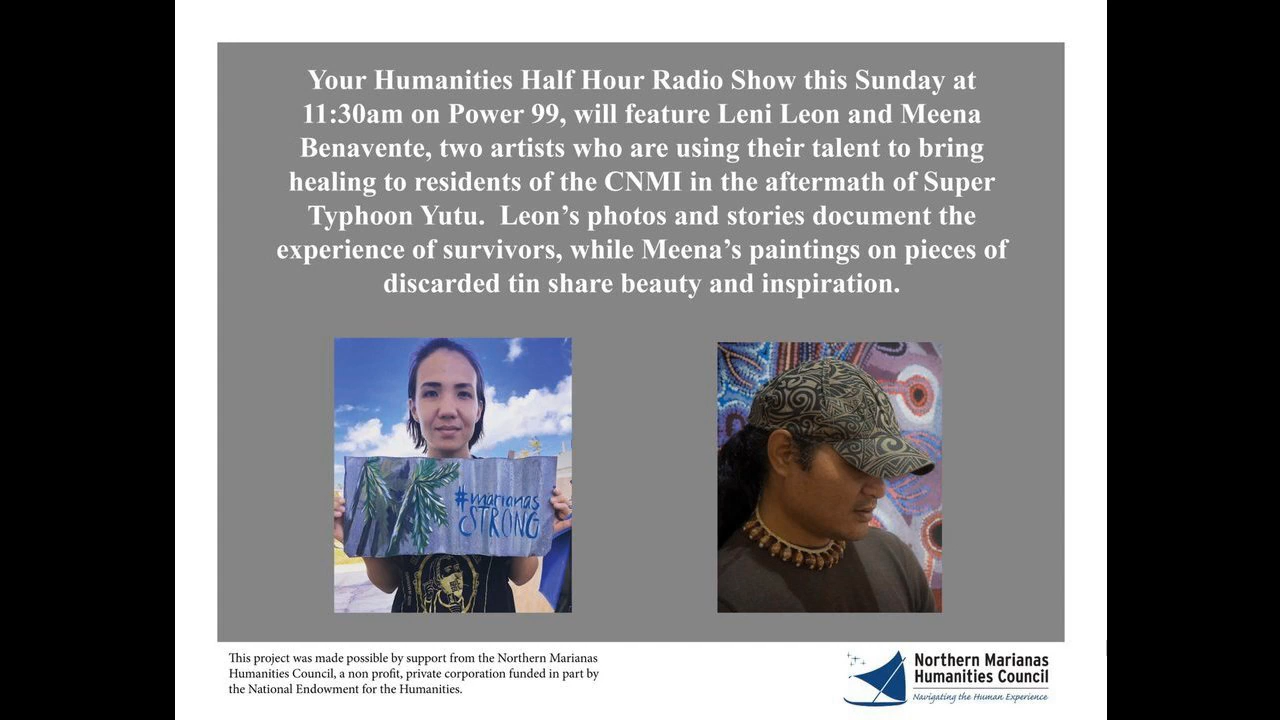 Your Humanities Half Hour Radio Show this Sunday at
11:30am on Power 99, will feature Leni Leon and Meena
Benavente, two artists who are using their talent to bring
healing to residents of the CNMI in the aftermath of Super
Typhoon Yutu.  Leon’s photos and stories document the
experience of survivors, while Meena’s paintings on pieces of
discarded tin share beauty and inspiration.
#marianas
STRONG
This project was made possible by support from the Northern Marianas
Humanities Council, a non profit, private corporation funded in part by
the National Endowment for the Humanities.
Northern Marianas
Humanities Council
Navigating the Human Experience